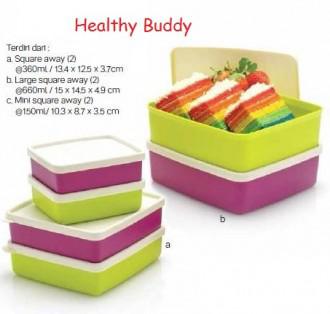 Healthy Buddy
Terdiri dari :
a. Square away (2)
@360ml / 13.4 x 12.5 x 3.7cm
b. Large square away (2)
@660ml / 15 x 14.5 x 4.9 cm
c. Mini square away (2)
@150ml/ 10.3 x 8.7 x 3.5 cm
a
b